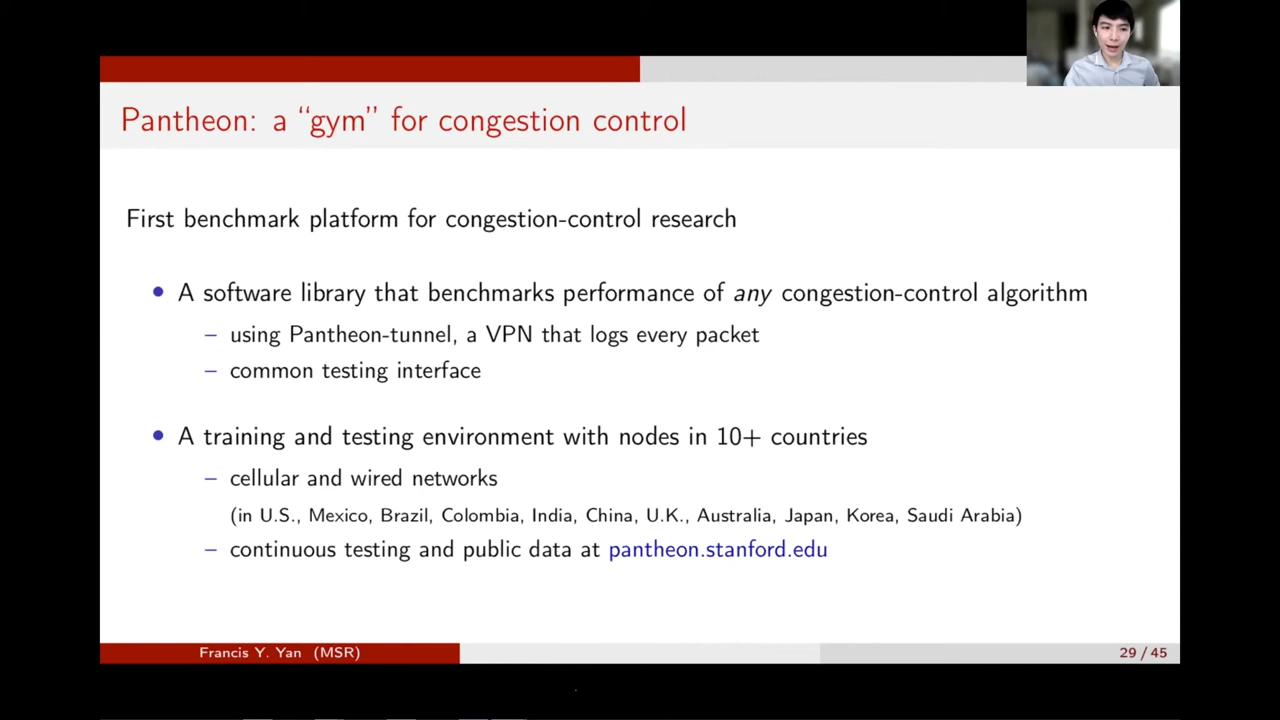 Pantheon: a “gym” for congestion control
First benchmark platform for congestion-control research
• A software library that benchmarks performance of any congestion-control algorithm
– using Pantheon-tunnel, a VPN that logs every packet
– common testing interface
• A training and testing environment with nodes in 10+ countries
– cellular and wired networks
(in U.S., Mexico, Brazil, Colombia, India, China, U.K., Australia, Japan, Korea, Saudi Arabia)
– continuous testing and public data at pantheon.stanford.edu
Francis Y. Yan (MSR)
29 / 45